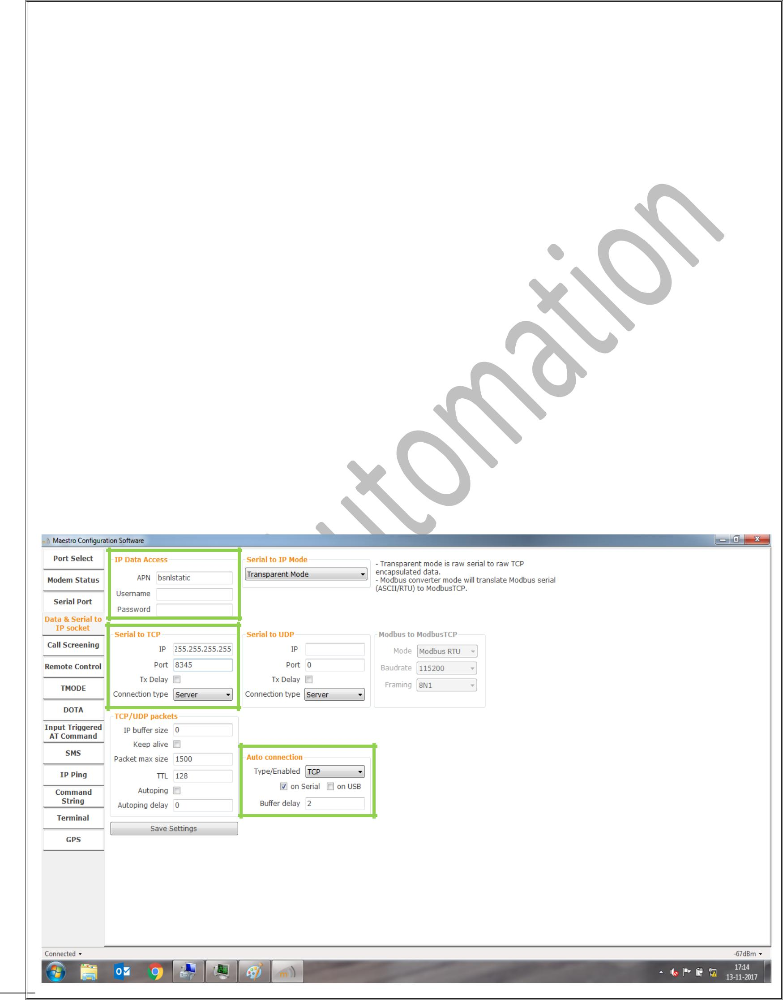 utomation
Maestro Configuration Software
Port Select
Modem Status
Serial Port
Data & Serial to
IP socket
Call Screening
Remote Control
TMODE
DOTA
Input Triggered
AT Command
SMS
IP Ping
Command
String
Terminal
GPS
IP Data Access
APN bsnlstatic
Username
Password
Serial to IP Mode
Transparent Mode
- Transparent mode is raw serial to raw TCP
encapsulated data.
- Modbus converter mode will translate Modbus serial
(ASCII/RTU) to ModbusTCP.
Serial to TCP
IP 255.255.255.255
Port 8345
Tx Delay
Connection type Server
Serial to UDP
IP
Port 0
Tx Delay
Connection type Server
Modbus to ModbusTCP
Mode Modbus RTU
Baudrate 115200
Framing 8N1
TCP/UDP packets
IP buffer size 0
Keep alive
Packet max size 1500
TTL 128
Autoping
Autoping delay 0
Auto connection
Type/Enabled TCP
on Serial on USB
Buffer delay 2
Save Settings
Connected
-67dBm
17:14
13-11-2017